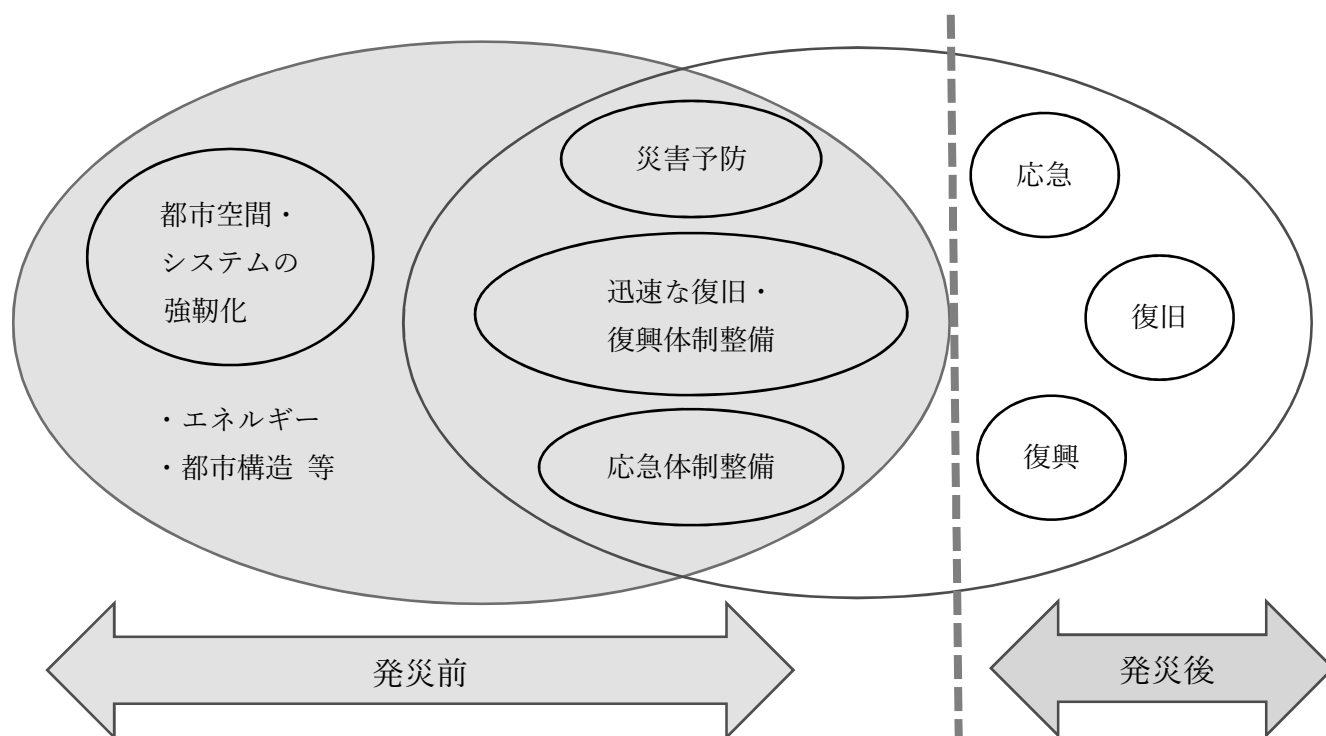 都市空間・
システムの
強靭化
・エネルギー
・都市構造 等
災害予防
迅速な復旧・
復興体制整備
応急体制整備
応急
復旧
復興
発災前
発災後